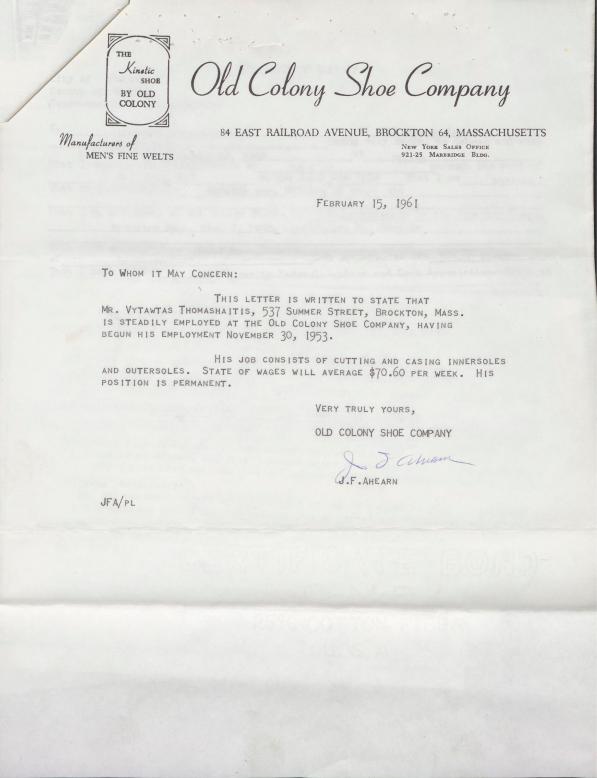 THE
Kinetic
SHOE
BY OLD
COLONY
Old Colony Shoe Company
Manufacturers of
MEN'S FINE WELTS
84 EAST RAILROAD AVENUE, BROCKTON 64, MASSACHUSETTS
NEW YORK SALES OFFICE
921-25 MARBRIDGE BLDG.
FEBRUARY 15, 1961
TO WHOM IT MAY CONCERN:
THIS LETTER IS WRITTEN TO STATE THAT
MR. VYTAWTAS THOMASHAITIS, 537 SUMMER STREET, BROCKTON, MASS.
IS STEADILY EMPLOYED AT THE OLD COLONY SHOE COMPANY, HAVING
BEGUN HIS EMPLOYMENT NOVEMBER 30, 1953.
HIS JOB CONSISTS OF CUTTING AND CASING INNERSOLES
AND OUTERSOLES. STATE OF WAGES WILL AVERAGE $70.60 PER WEEK. HIS
POSITION IS PERMANENT.
VERY TRULY YOURS,
OLD COLONY SHOE COMPANY
J. F. Ahearn
J.F.AHEARN
JFA/PL